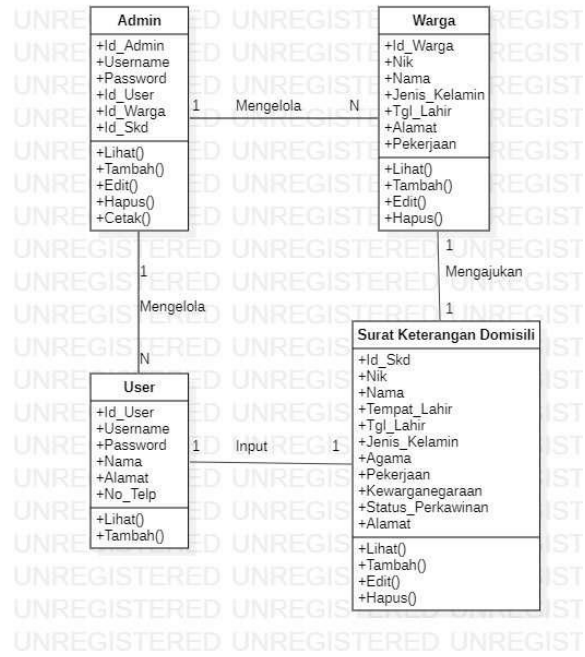 Admin
+Id_Admin
+Username
+Password
+Id_User
+Id_Warga
+Id_Skd
+Lihat()
+Tambah()
+Edit()
+Hapus()
+Cetak()
1 Mengelola N
Warga
+Id_Warga
+Nik
+Nama
+Jenis_Kelamin
+Tgl_Lahir
+Alamat
+Pekerjaan
+Lihat()
+Tambah()
+Edit()
+Hapus()
1
Mengelola
N
1
Mengajukan
1
User
+Id_User
+Username
+Password
+Nama
+Alamat
+No_Telp
+Lihat()
+Tambah()
1 Input 1
Surat Keterangan Domisili
+Id_Skd
+Nik
+Nama
+Tempat_Lahir
+Tgl_Lahir
+Jenis_Kelamin
+Agama
+Pekerjaan
+Kewarganegaraan
+Status_Perkawinan
+Alamat
+Lihat()
+Tambah()
+Edit()
+Hapus()
UNREGISTERED UNREGISTERED UNREGIST